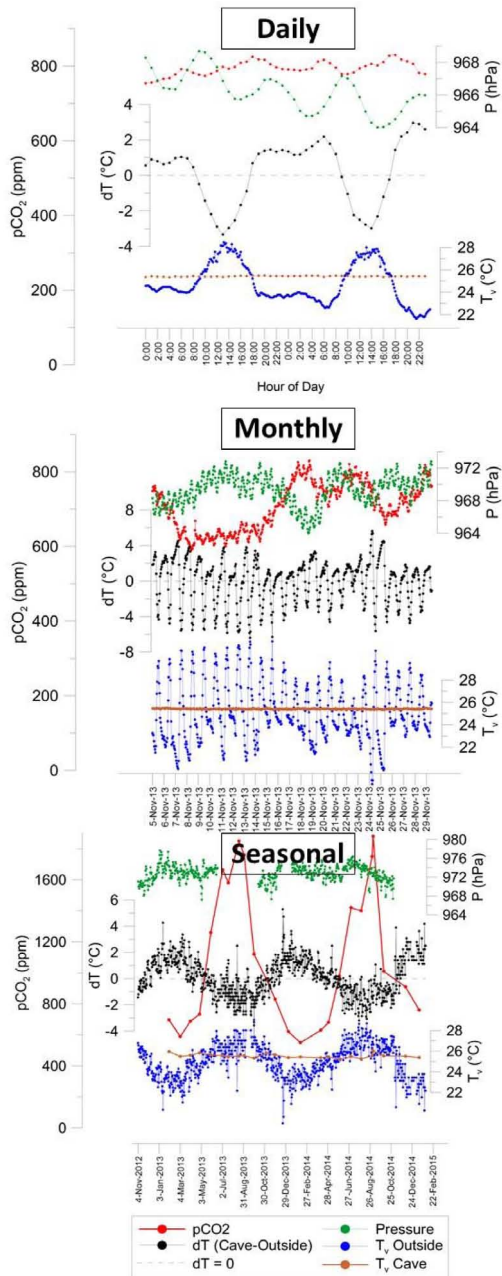 Daily
800
600
400
200
0
pCO2 (ppm)
4
2
0
-2
-4
dT (°C)
968
966
964
P (hPa)
28
26
24
22
Tv (°C)
0:00
2:00
4:00
6:00
8:00
10:00
12:00
14:00
16:00
18:00
20:00
22:00
0:00
2:00
4:00
6:00
8:00
10:00
12:00
14:00
16:00
18:00
20:00
22:00
Hour of Day
Monthly
800
600
400
200
0
pCO2 (ppm)
8
4
0
-4
-8
dT (°C)
972
968
964
P (hPa)
28
26
24
22
Tv (°C)
5-Nov-13
6-Nov-13
7-Nov-13
8-Nov-13
9-Nov-13
10-Nov-13
11-Nov-13
12-Nov-13
13-Nov-13
14-Nov-13
15-Nov-13
16-Nov-13
17-Nov-13
18-Nov-13
19-Nov-13
20-Nov-13
21-Nov-13
22-Nov-13
23-Nov-13
24-Nov-13
25-Nov-13
26-Nov-13
27-Nov-13
28-Nov-13
29-Nov-13
Seasonal
1600
1200
800
400
0
pCO2 (ppm)
6
4
2
0
-2
-4
dT (°C)
980
976
972
968
964
P (hPa)
28
26
24
22
Tv (°C)
4-Nov-2012
3-Jan-2013
4-Mar-2013
3-May-2013
2-Jul-2013
31-Aug-2013
30-Oct-2013
29-Dec-2013
27-Feb-2014
28-Apr-2014
27-Jun-2014
26-Aug-2014
25-Oct-2014
24-Dec-2014
22-Feb-2015
pCO2
dT (Cave-Outside)
dT = 0
Pressure
Tv Outside
Tv Cave